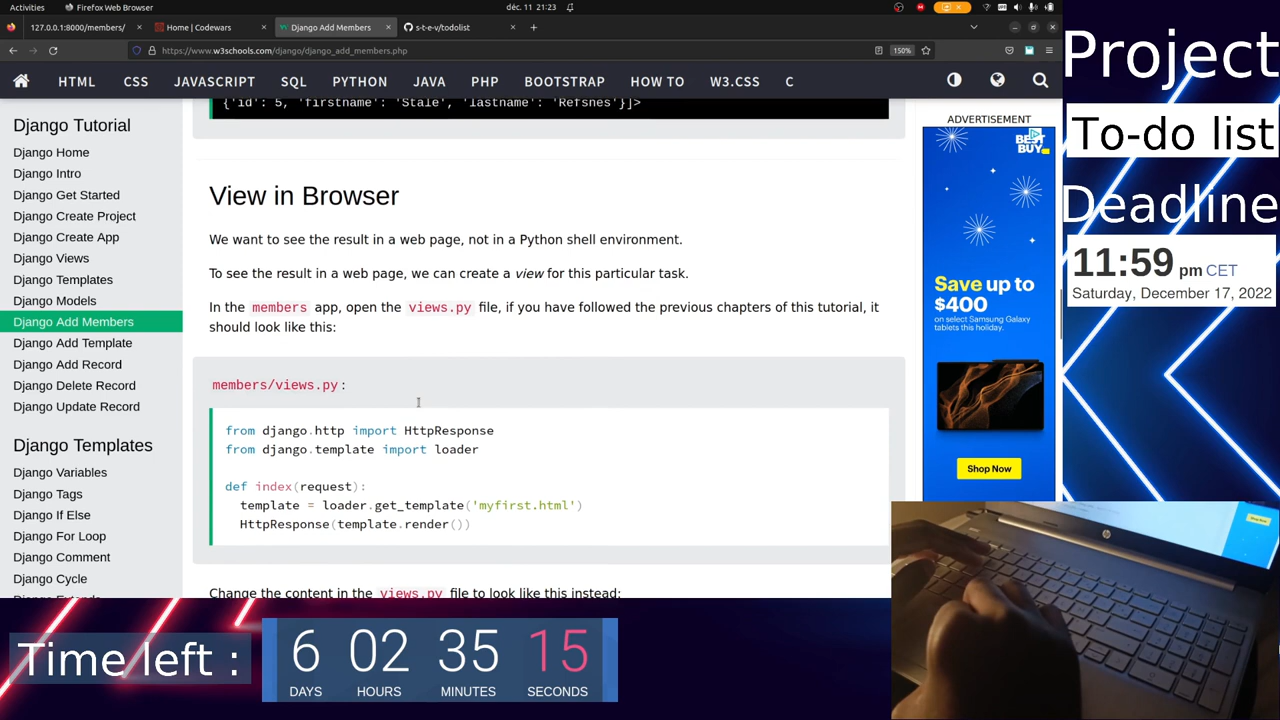 Activities
Firefox Web Browser
déc. 11 21:23
127.0.0.1:8000/members/
Home | Codewars
Django Add Members
s-t-e-v/todolist
https://www.w3schools.com/django/django_add_members.php
150%
HTML CSS JAVASCRIPT SQL PYTHON JAVA PHP BOOTSTRAP HOW TO W3.CSS C
Django Tutorial
Django Home
Django Intro
Django Get Started
Django Create Project
Django Create App
Django Views
Django Templates
Django Models
Django Add Members
Django Add Template
Django Add Record
Django Delete Record
Django Update Record
Django Templates
Django Variables
Django Tags
Django If Else
Django For Loop
Django Comment
Django Cycle
Django Extends
{'id': 5, 'firstname': 'Stale', 'lastname': 'Refsnes'}]>
View in Browser
We want to see the result in a web page, not in a Python shell environment.
To see the result in a web page, we can create a view for this particular task.
In the members app, open the views.py file, if you have followed the previous chapters of this tutorial, it
should look like this:
members/views.py:
from django.http import HttpResponse
from django.template import loader
def index(request):
template = loader.get_template('myfirst.html')
HttpResponse(template.render())
Change the content in the views.py file to look like this instead:
ADVERTISEMENT
BEST
BUY
Save up to
$400
on select Samsung Galaxy
tablets this holiday.
Shop Now
Project
To-do list
Deadline
11:59 pm CET
Saturday, December 17, 2022
Time left :
6 02 35 15
DAYS HOURS MINUTES SECONDS